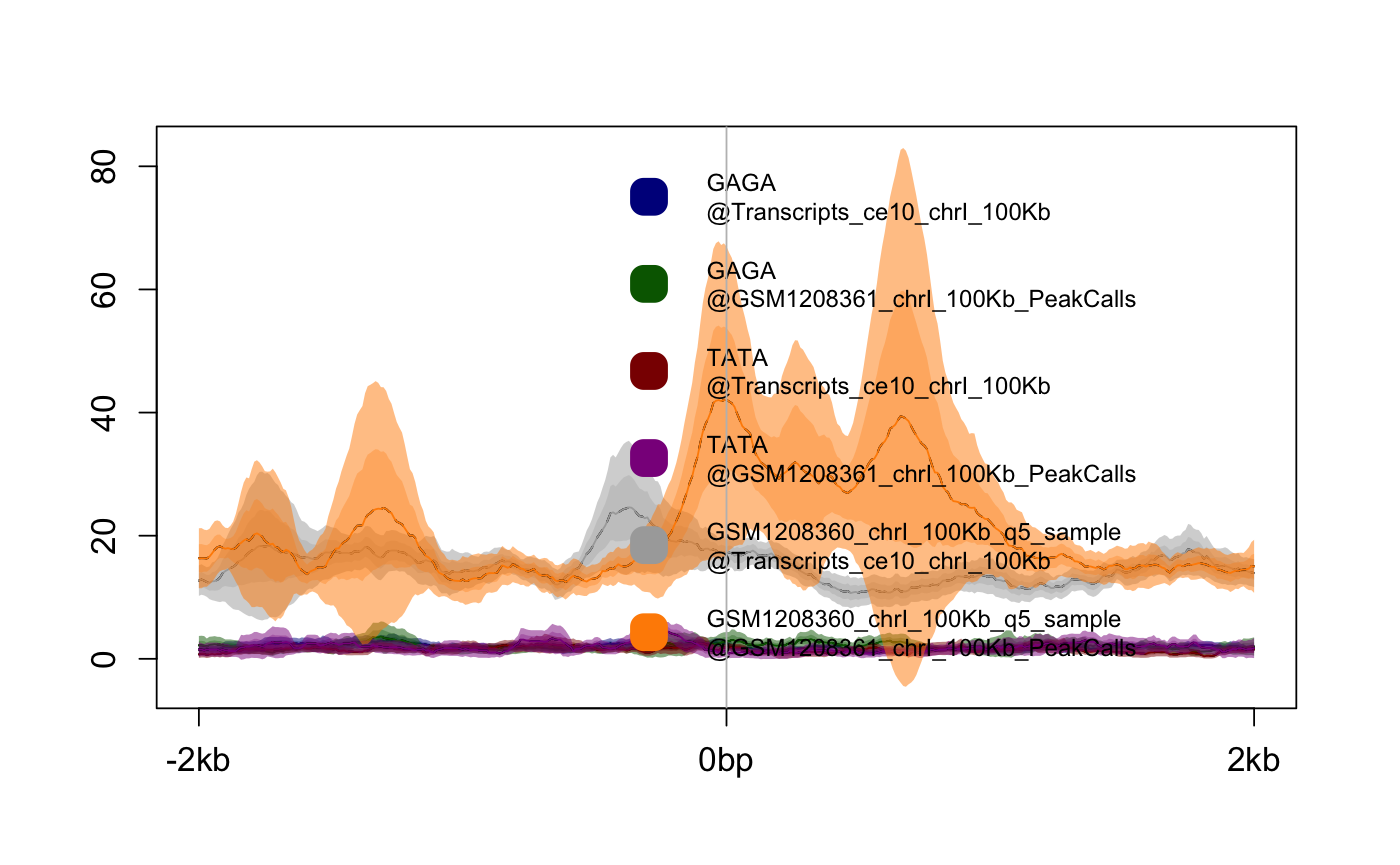 80
60
40
20
0
GAGA
@Transcripts_ce10_chrI_100Kb
GAGA
@GSM1208361_chrI_100Kb_PeakCalls
TATA
@Transcripts_ce10_chrI_100Kb
TATA
@GSM1208361_chrI_100Kb_PeakCalls
GSM1208360_chrI_100Kb_q5_sample
@Transcripts_ce10_chrI_100Kb
GSM1208360_chrI_100Kb_q5_sample
@GSM1208361_chrI_100Kb_PeakCalls
-2kb
0bp
2kb